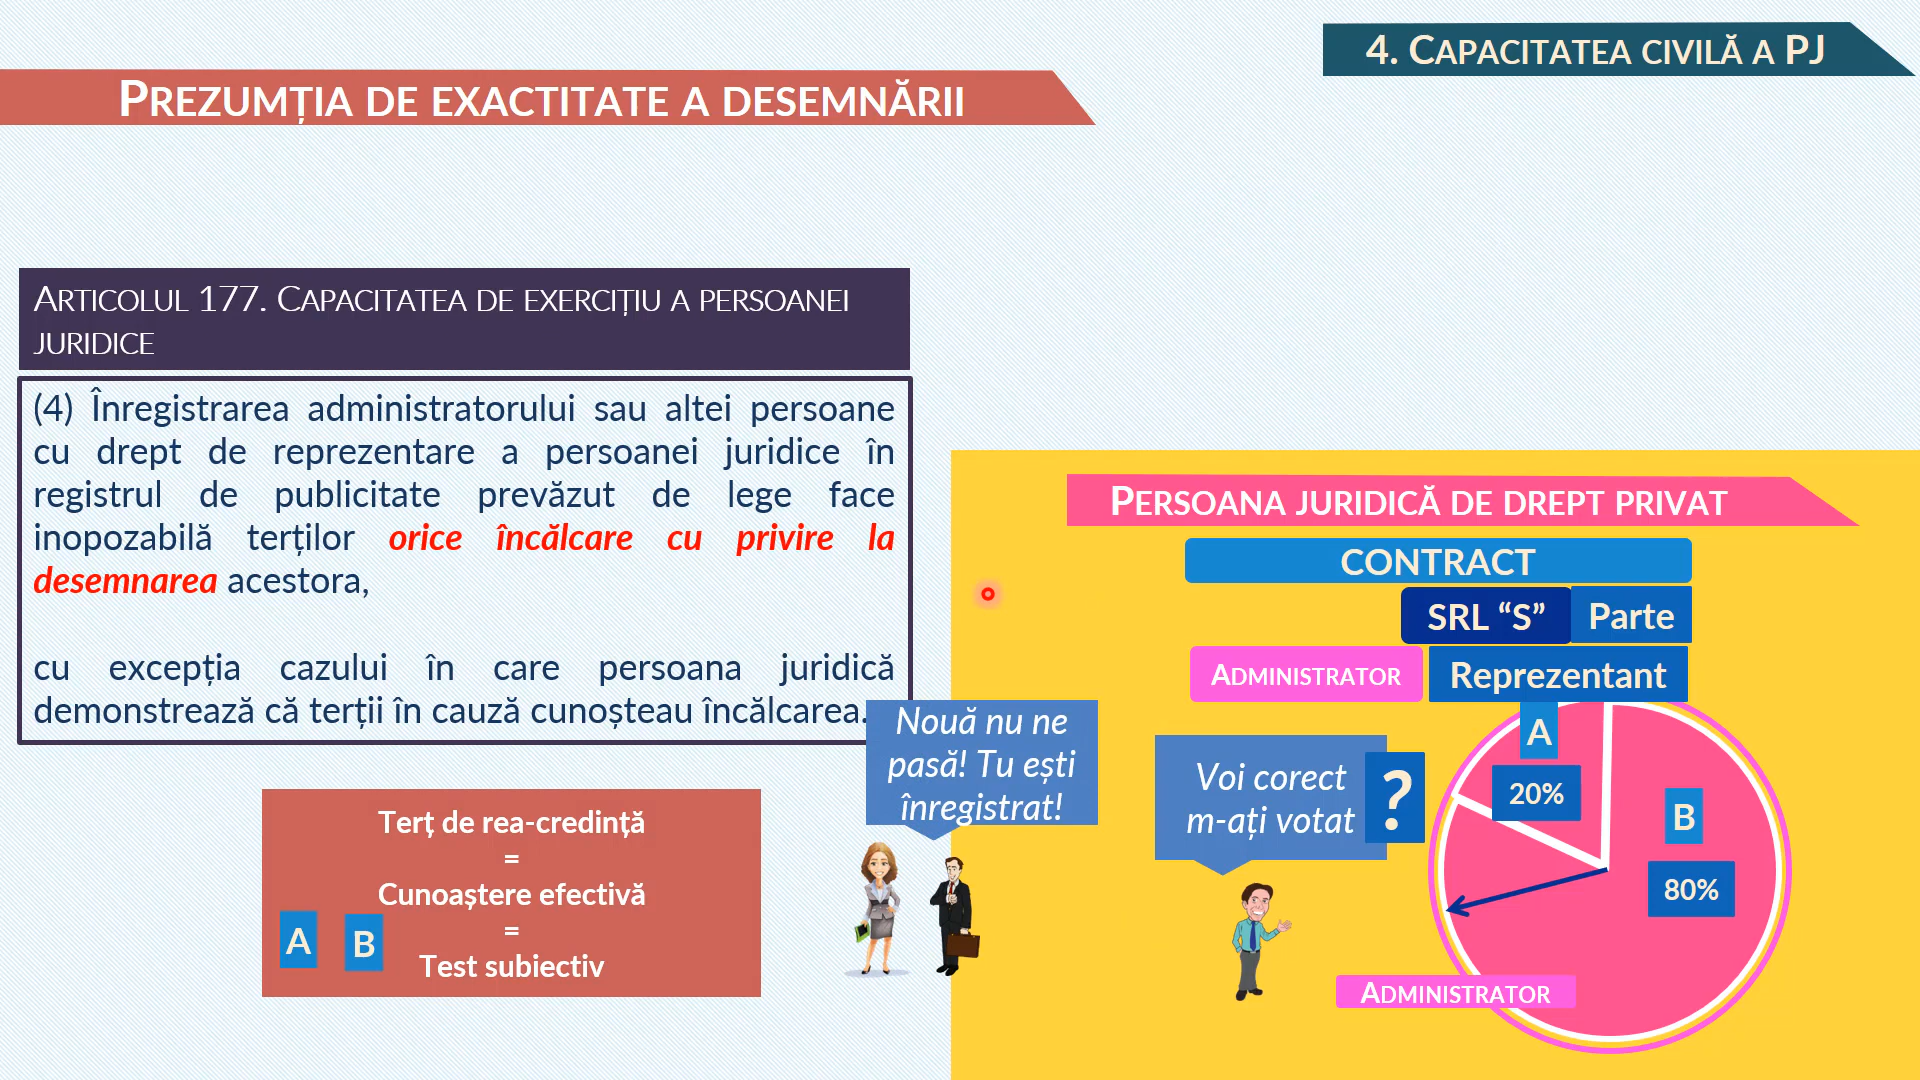 4. Capacitatea civilă a PJ
Prezumția de exactitate a desemnării
Articolul 177. Capacitatea de exercițiu a persoanei
juridice
(4) Înregistrarea administratorului sau altei persoane
cu drept de reprezentare a persoanei juridice în
registrul de publicitate prevăzut de lege face
inopozabilă terților orice încălcare cu privire la
desemnarea acestora,
cu excepția cazului în care persoana juridică
demonstrează că terții în cauză cunoșteau încălcarea.
Terț de rea-credință
=
Cunoaștere efectivă
=
Test subiectiv
A
B
Nouă nu ne
pasă! Tu ești
înregistrat!
Persoana juridică de drept privat
CONTRACT
SRL “S” Parte
Administrator Reprezentant
Voi corect
m-ați votat
?
A
20%
B
80%
Administrator